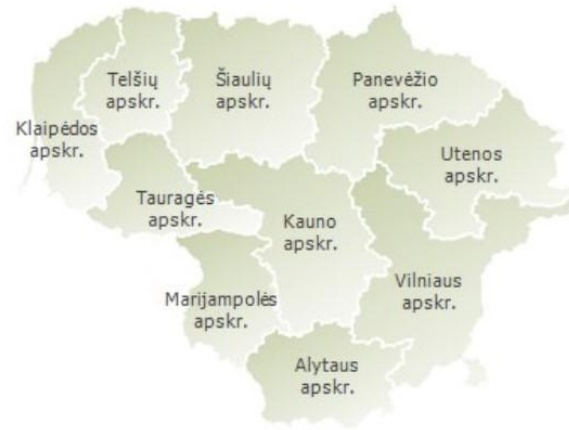 Telšių
apskr.
Šiaulių
apskr.
Panevėžio
apskr.
Klaipėdos
apskr.
Utenos
apskr.
Tauragės
apskr.
Kauno
apskr.
Vilniaus
apskr.
Marijampolės
apskr.
Alytaus
apskr.